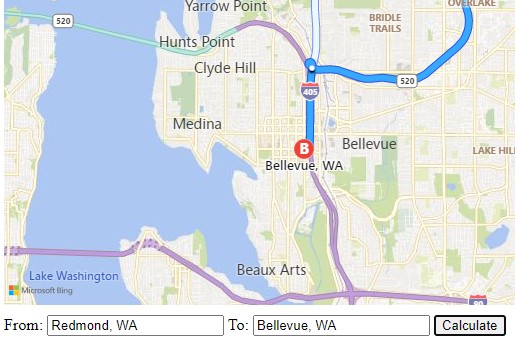 Yarrow Point
OVERLAKE
520
BRIDLE
TRAILS
Hunts Point
Clyde Hill
520
405
Medina
B
Bellevue
LAKE HILL
Bellevue, WA
Beaux Arts
Lake Washington
Microsoft Bing
90
From: Redmond, WA To: Bellevue, WA Calculate